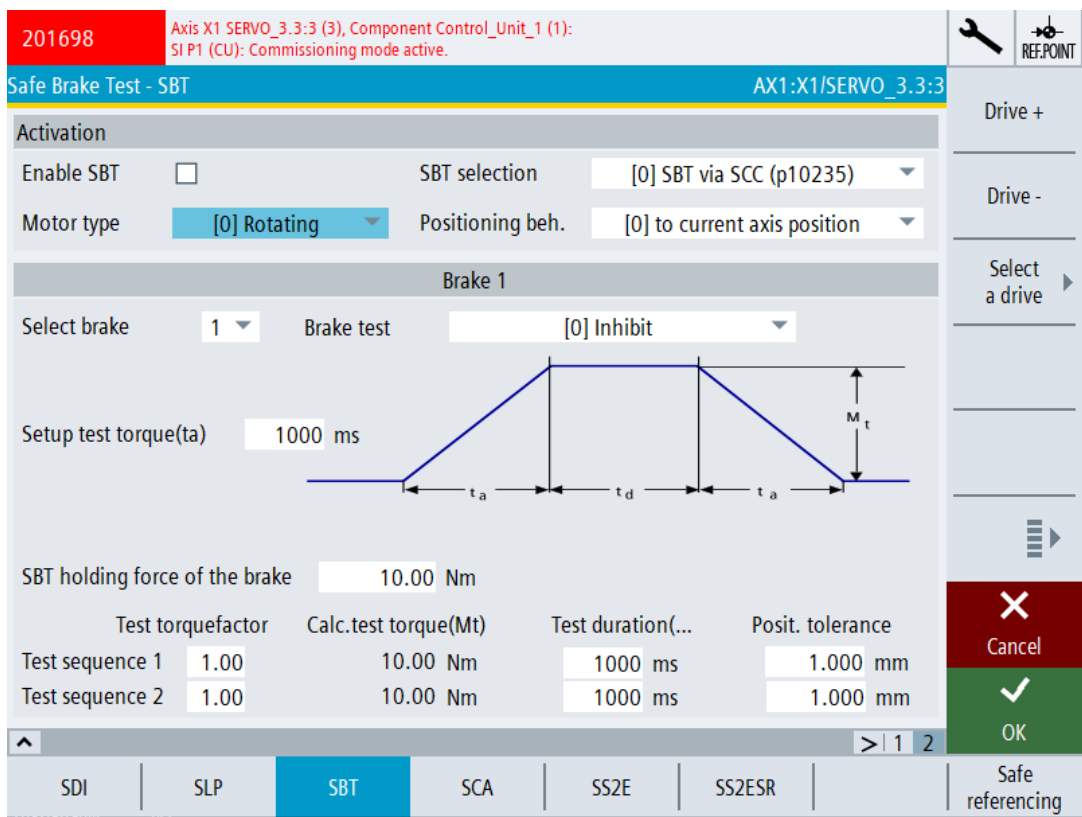 201698
Axis X1 SERVO_3.3:3 (3), Component Control_Unit_1 (1):
SI P1 (CU): Commissioning mode active.
REF.POINT
Safe Brake Test - SBT AX1:X1/SERVO_3.3:3
Drive +
Activation
Enable SBT SBT selection [0] SBT via SCC (p10235)
Drive -
Motor type [0] Rotating Positioning beh. [0] to current axis position
Select
a drive
Brake 1
Select brake 1 Brake test [0] Inhibit
Setup test torque(ta) 1000 ms
M t
t a t d t a
SBT holding force of the brake 10.00 Nm
Test torquefactor Calc.test torque(Mt) Test duration(... Posit. tolerance
Test sequence 1 1.00 10.00 Nm 1000 ms 1.000 mm
Test sequence 2 1.00 10.00 Nm 1000 ms 1.000 mm
Cancel
OK
> 1 2
SDI SLP SBT SCA SS2E SS2ESR
Safe
referencing